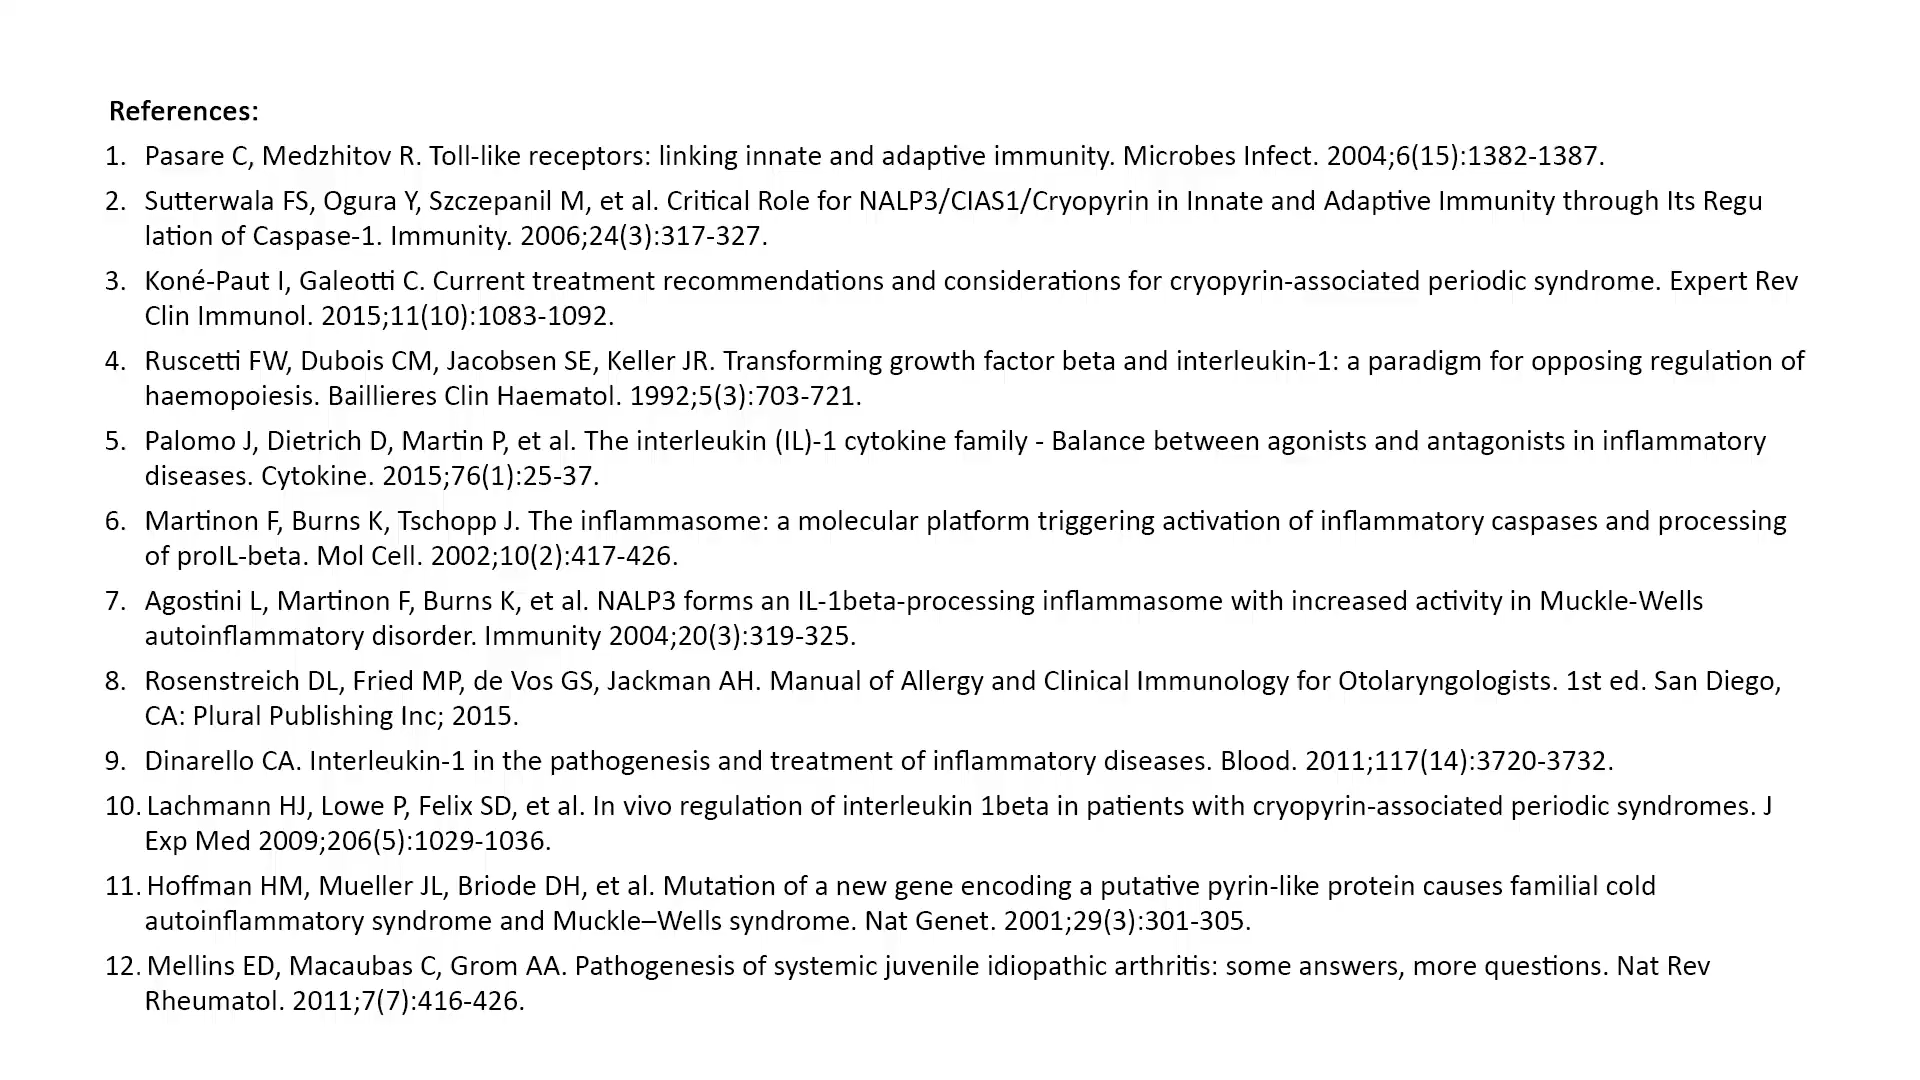 References:
1. Pasare C, Medzhitov R. Toll-like receptors: linking innate and adaptive immunity. Microbes Infect. 2004;6(15):1382-1387.
2. Sutterwala FS, Ogura Y, Szczepanil M, et al. Critical Role for NALP3/CIAS1/Cryopyrin in Innate and Adaptive Immunity through Its Regu
lation of Caspase-1. Immunity. 2006;24(3):317-327.
3. Koné-Paut I, Galeotti C. Current treatment recommendations and considerations for cryopyrin-associated periodic syndrome. Expert Rev
Clin Immunol. 2015;11(10):1083-1092.
4. Ruscetti FW, Dubois CM, Jacobsen SE, Keller JR. Transforming growth factor beta and interleukin-1: a paradigm for opposing regulation of
haemopoiesis. Baillieres Clin Haematol. 1992;5(3):703-721.
5. Palomo J, Dietrich D, Martin P, et al. The interleukin (IL)-1 cytokine family - Balance between agonists and antagonists in inflammatory
diseases. Cytokine. 2015;76(1):25-37.
6. Martinon F, Burns K, Tschopp J. The inflammasome: a molecular platform triggering activation of inflammatory caspases and processing
of proIL-beta. Mol Cell. 2002;10(2):417-426.
7. Agostini L, Martinon F, Burns K, et al. NALP3 forms an IL-1beta-processing inflammasome with increased activity in Muckle-Wells
autoinflammatory disorder. Immunity 2004;20(3):319-325.
8. Rosenstreich DL, Fried MP, de Vos GS, Jackman AH. Manual of Allergy and Clinical Immunology for Otolaryngologists. 1st ed. San Diego,
CA: Plural Publishing Inc; 2015.
9. Dinarello CA. Interleukin-1 in the pathogenesis and treatment of inflammatory diseases. Blood. 2011;117(14):3720-3732.
10. Lachmann HJ, Lowe P, Felix SD, et al. In vivo regulation of interleukin 1beta in patients with cryopyrin-associated periodic syndromes. J
Exp Med 2009;206(5):1029-1036.
11. Hoffman HM, Mueller JL, Briode DH, et al. Mutation of a new gene encoding a putative pyrin-like protein causes familial cold
autoinflammatory syndrome and Muckle–Wells syndrome. Nat Genet. 2001;29(3):301-305.
12. Mellins ED, Macaubas C, Grom AA. Pathogenesis of systemic juvenile idiopathic arthritis: some answers, more questions. Nat Rev
Rheumatol. 2011;7(7):416-426.